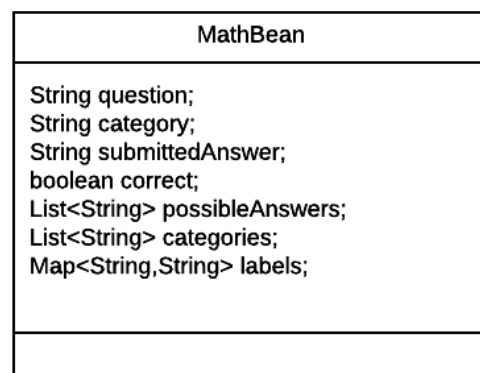 MathBean
String question;
String category;
String submittedAnswer;
boolean correct;
List<String> possibleAnswers;
List<String> categories;
Map<String,String> labels;